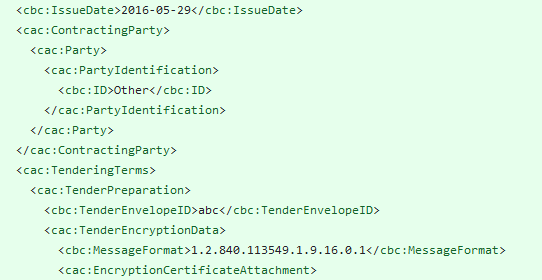 <cbc:IssueDate>2016-05-29</cbc:IssueDate>
<cac:ContractingParty>
<cac:Party>
<cac:PartyIdentification>
<cbc:ID>Other</cbc:ID>
</cac:PartyIdentification>
</cac:Party>
</cac:ContractingParty>
<cac:TenderingTerms>
<cac:TenderPreparation>
<cbc:TenderEnvelopeID>abc</cbc:TenderEnvelopeID>
<cac:TenderEncryptionData>
<cbc:MessageFormat>1.2.840.113549.1.9.16.0.1</cbc:MessageFormat>
<cac:EncryptionCertificateAttachment>